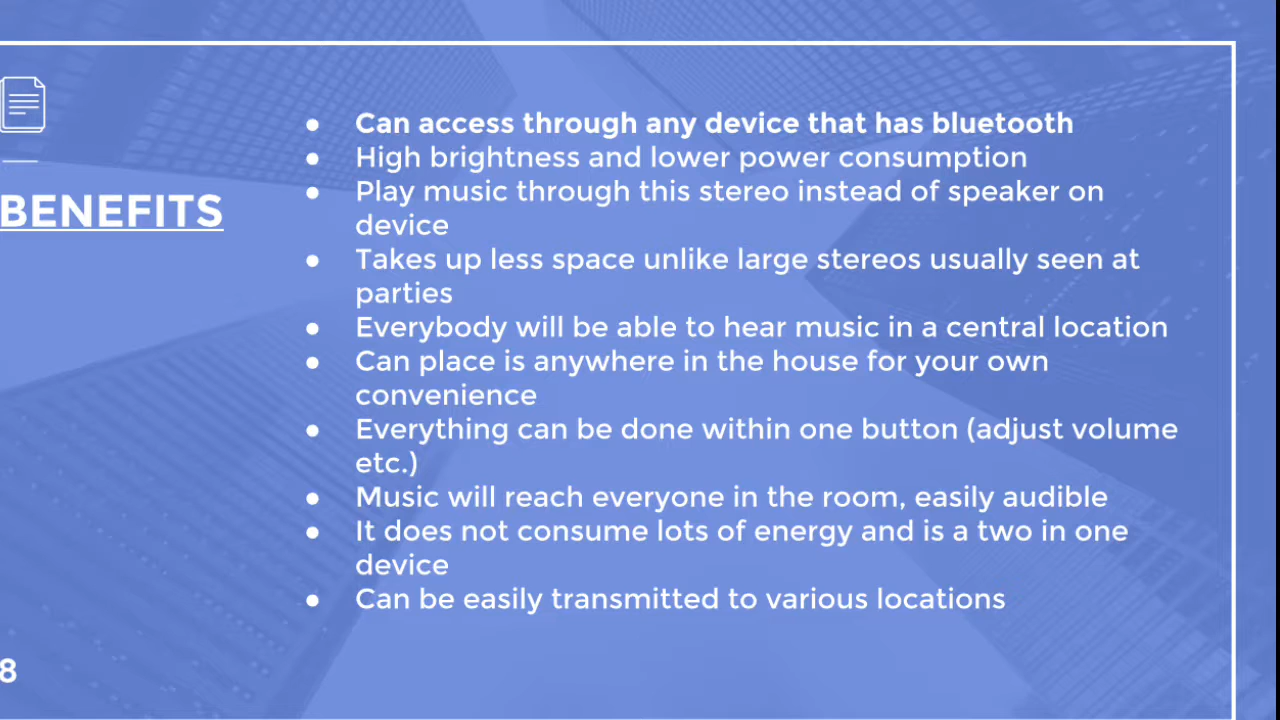 BENEFITS
● Can access through any device that has bluetooth
● High brightness and lower power consumption
● Play music through this stereo instead of speaker on
device
● Takes up less space unlike large stereos usually seen at
parties
● Everybody will be able to hear music in a central location
● Can place is anywhere in the house for your own
convenience
● Everything can be done within one button (adjust volume
etc.)
● Music will reach everyone in the room, easily audible
● It does not consume lots of energy and is a two in one
device
● Can be easily transmitted to various locations
8